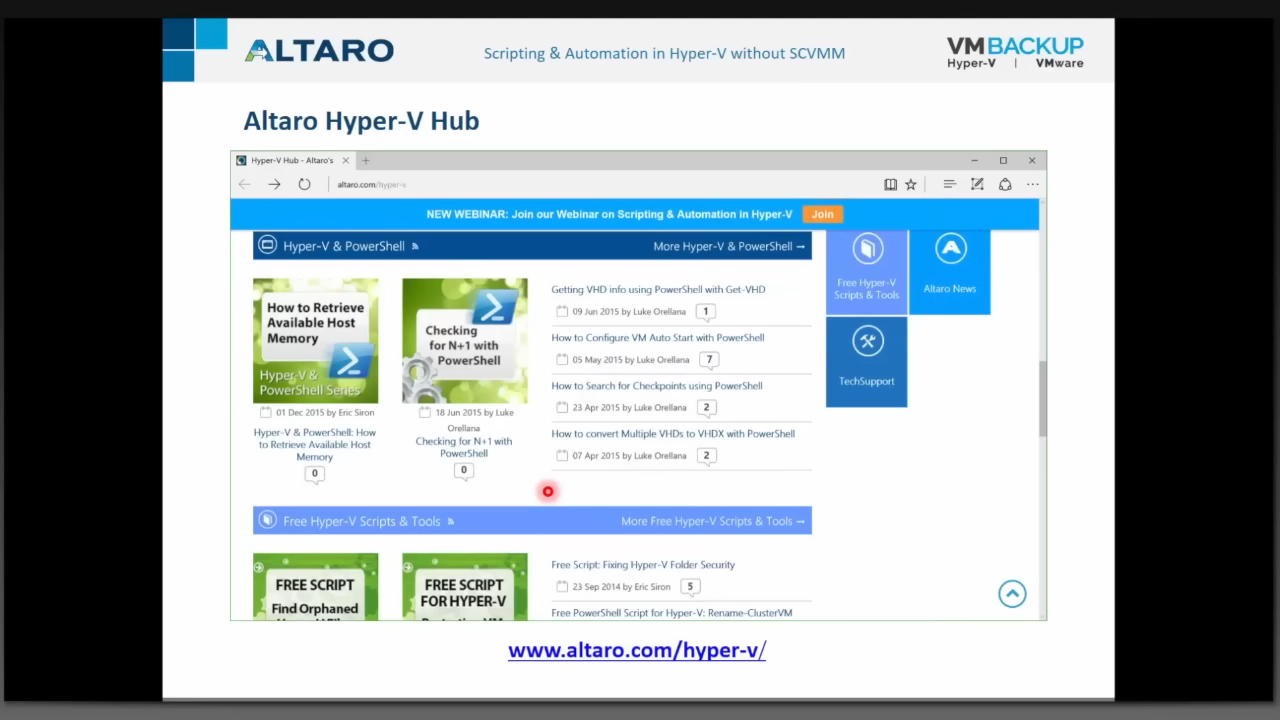 ALTARO
Scripting & Automation in Hyper-V without SCVMM
VMBACKUP
Hyper-V | VMware
Altaro Hyper-V Hub
Hyper-V Hub - Altaro's
altaro.com/hyper-v
NEW WEBINAR: Join our Webinar on Scripting & Automation in Hyper-V
Join
Hyper-V & PowerShell
More Hyper-V & PowerShell →
How to Retrieve
Available Host
Memory
Hyper-V &
PowerShell Series
01 Dec 2015 by Eric Siron
Hyper-V & PowerShell: How
to Retrieve Available Host
Memory
0
Checking
for N+1 with
PowerShell
18 Jun 2015 by Luke
Orellana
Checking for N+1 with
PowerShell
0
Getting VHD info using PowerShell with Get-VHD
09 Jun 2015 by Luke Orellana 1
How to Configure VM Auto Start with PowerShell
05 May 2015 by Luke Orellana 7
How to Search for Checkpoints using PowerShell
23 Apr 2015 by Luke Orellana 2
How to convert Multiple VHDs to VHDX with PowerShell
07 Apr 2015 by Luke Orellana 2
Free Hyper-V
Scripts & Tools
Altaro News
TechSupport
Free Hyper-V Scripts & Tools
More Free Hyper-V Scripts & Tools →
FREE SCRIPT
Find Orphaned
FREE SCRIPT
FOR HYPER-V
Free Script: Fixing Hyper-V Folder Security
23 Sep 2014 by Eric Siron 5
Free PowerShell Script for Hyper-V: Rename-ClusterVM
www.altaro.com/hyper-v/